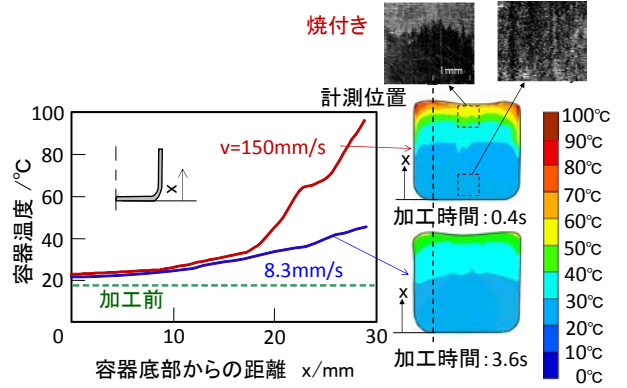 焼付き
1mm
計測位置
100
80
60
40
20
0
容器温度 /℃
v=150mm/s
8.3mm/s
加工前
x
0
10
20
30
容器底部からの距離 x/mm
x
加工時間:0.4s
x
加工時間:3.6s
100℃
90℃
80℃
70℃
60℃
50℃
40℃
30℃
20℃
10℃
0℃